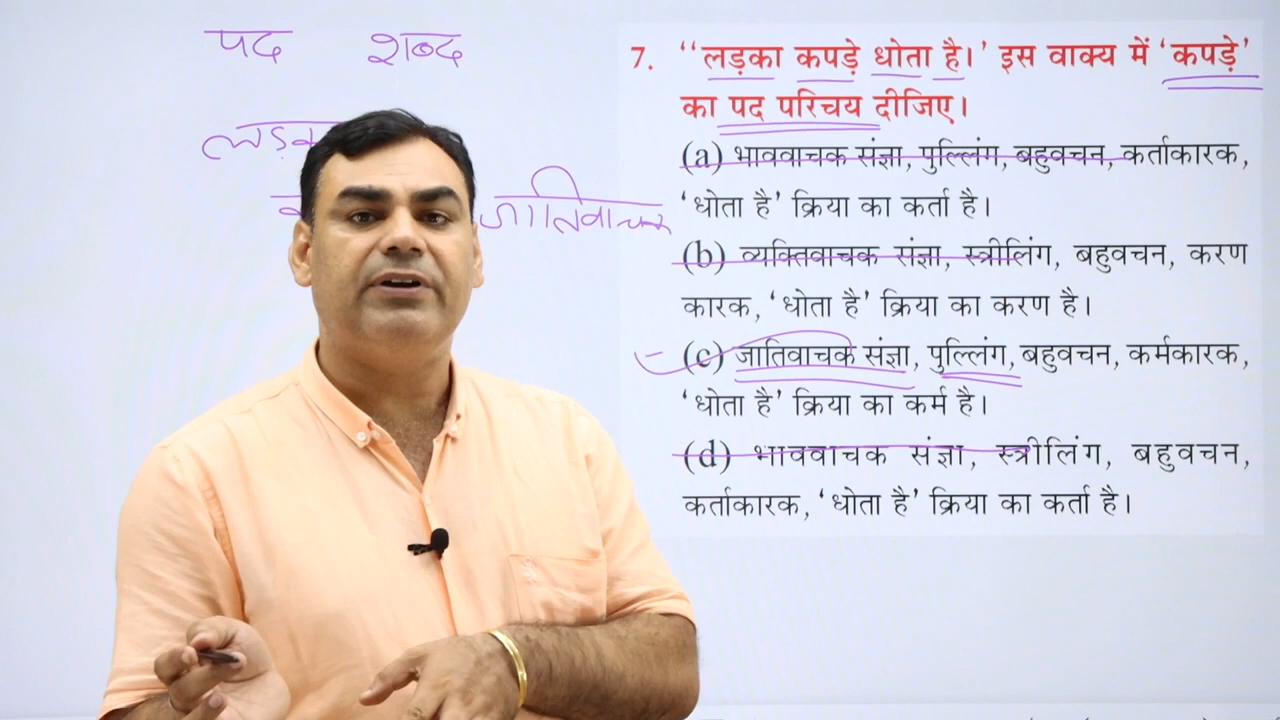 पद शब्द
जातिवाचक
7. “लड़का कपड़े धोता है।’ इस वाक्य में ‘कपड़े’
का पद परिचय दीजिए।
(a) भाववाचक संज्ञा, पुल्लिंग, बहुवचन, कर्ताकारक,
‘धोता है’ क्रिया का कर्ता है।
(b) व्यक्तिवाचक संज्ञा, स्त्रीलिंग, बहुवचन, करण
कारक, ‘धोता है’ क्रिया का करण है।
(c) जातिवाचक संज्ञा, पुल्लिंग, बहुवचन, कर्मकारक,
‘धोता है’ क्रिया का कर्म है।
(d) भाववाचक संज्ञा, स्त्रीलिंग, बहुवचन,
कर्ताकारक, ‘धोता है’ क्रिया का कर्ता है।